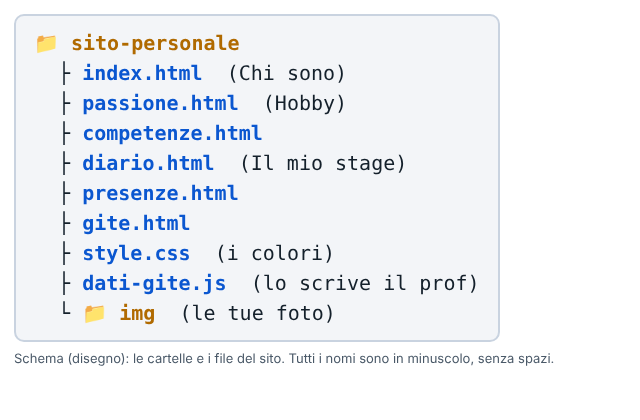 📁 sito-personale
├ index.html (Chi sono)
├ passione.html (Hobby)
├ competenze.html
├ diario.html (Il mio stage)
├ presenze.html
├ gite.html
├ style.css (i colori)
├ dati-gite.js (lo scrive il prof)
└ 📁 img (le tue foto)
Schema (disegno): le cartelle e i file del sito. Tutti i nomi sono in minuscolo, senza spazi.